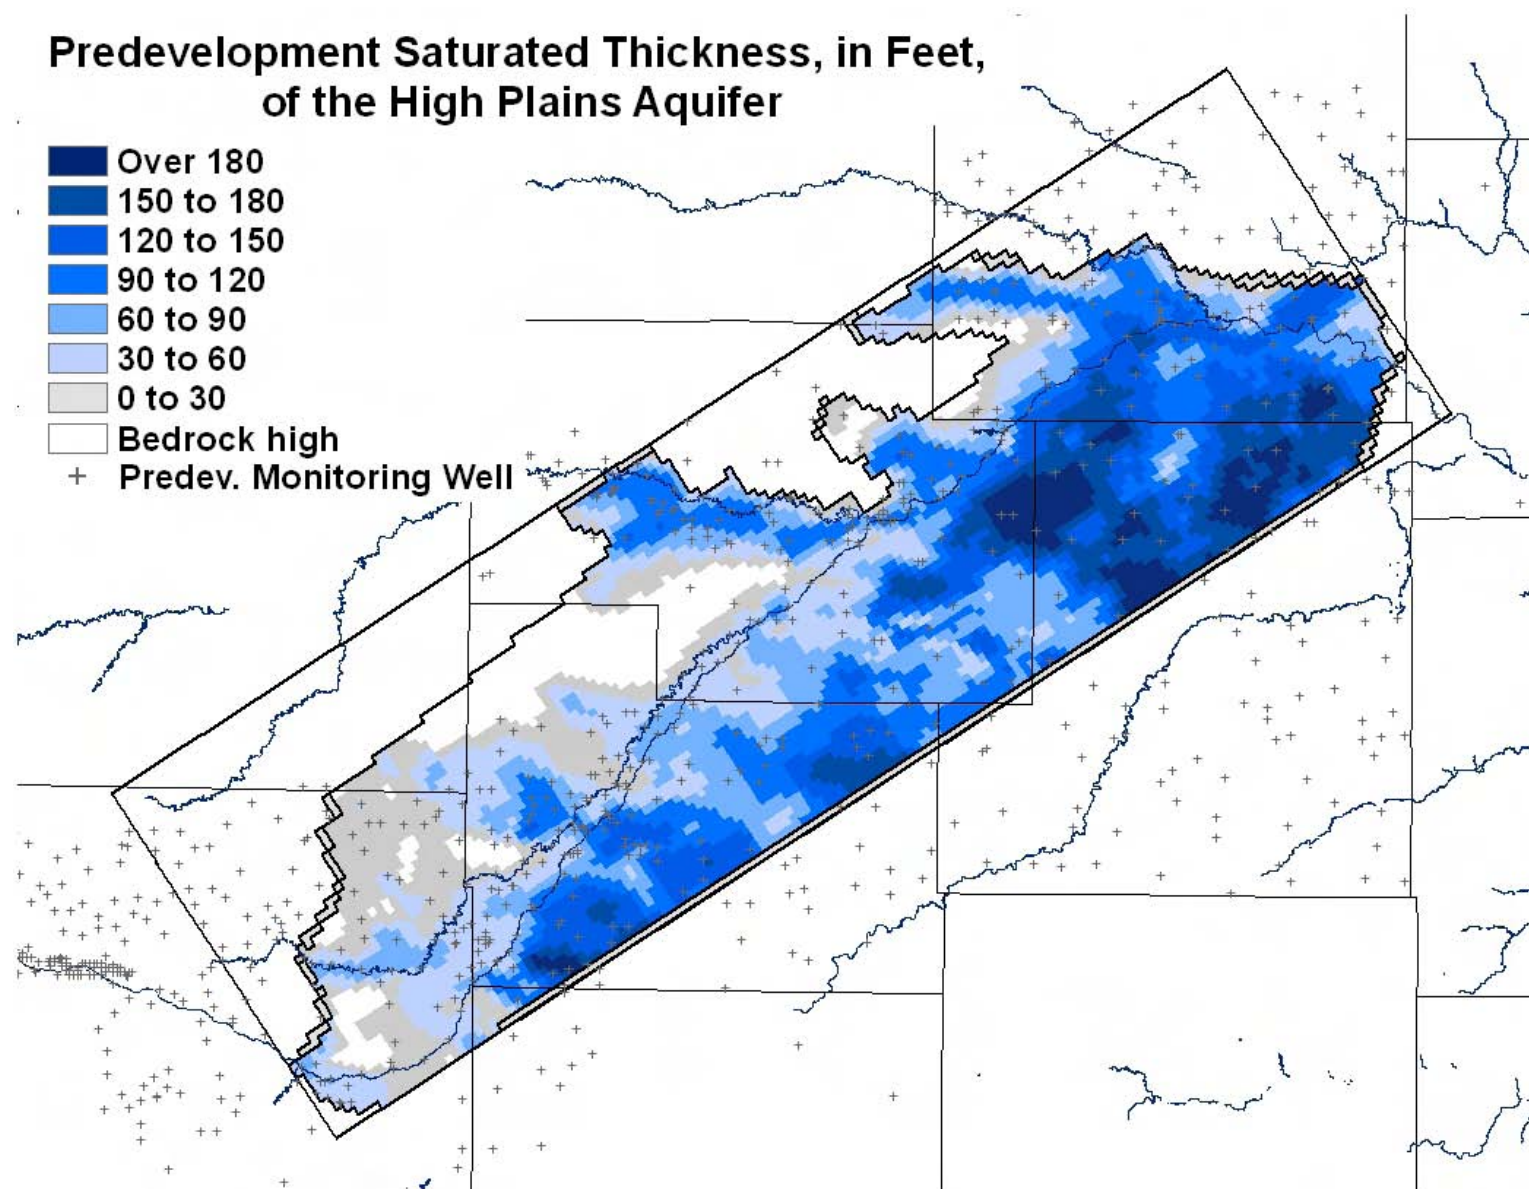 Predevelopment Saturated Thickness, in Feet,
of the High Plains Aquifer
Over 180
150 to 180
120 to 150
90 to 120
60 to 90
30 to 60
0 to 30
Bedrock high
Predev. Monitoring Well